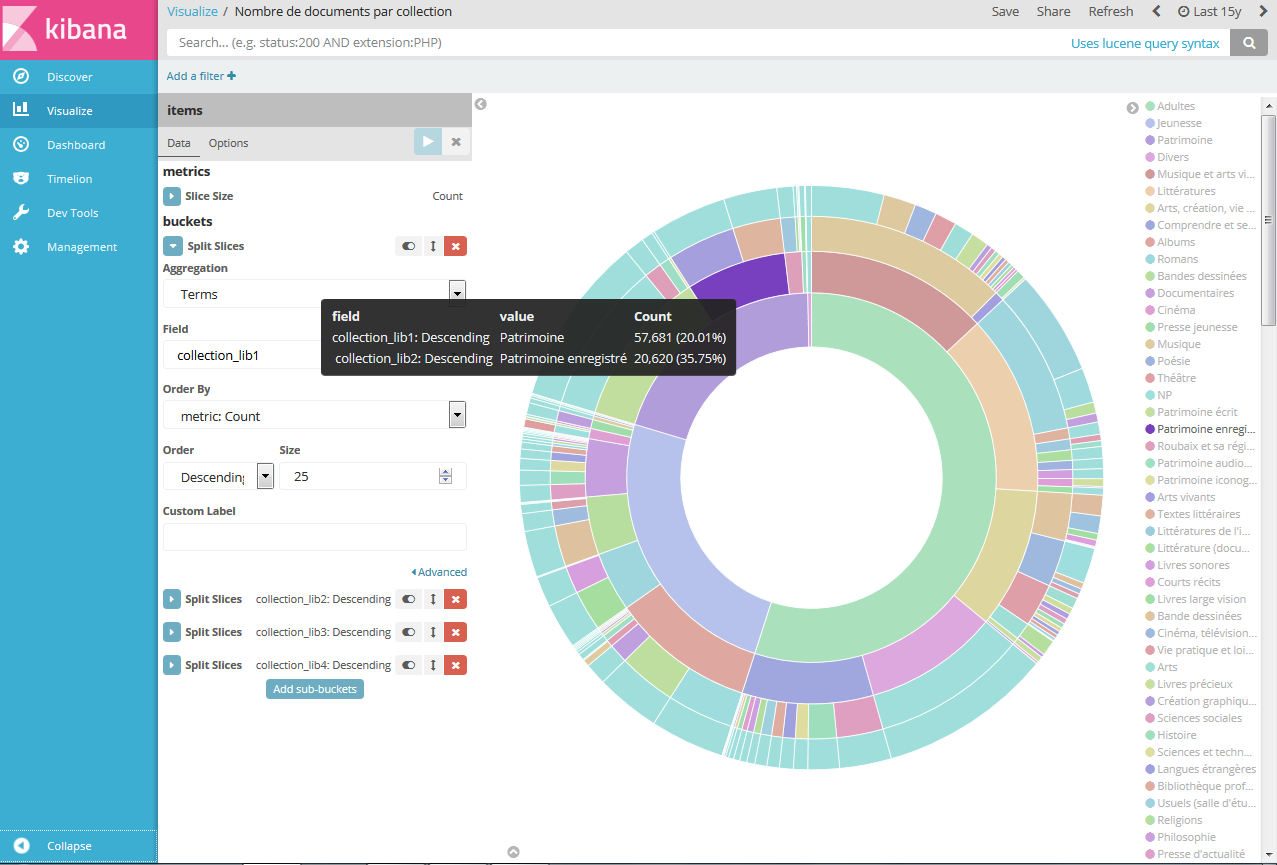 kibana
Discover
Visualize
Dashboard
Timelion
Dev Tools
Management
Collapse
Visualize / Nombre de documents par collection
Save Share Refresh Last 15y
Search... (e.g. status:200 AND extension:PHP)
Uses lucene query syntax
Add a filter
items
Data Options
metrics
Slice Size Count
buckets
Split Slices
Aggregation
Terms
Field
collection_lib1
Order By
metric: Count
Order Size
Descending 25
Custom Label
Advanced
Split Slices collection_lib2: Descending
Split Slices collection_lib3: Descending
Split Slices collection_lib4: Descending
Add sub-buckets
field value Count
collection_lib1: Descending Patrimoine 57,681 (20.01%)
collection_lib2: Descending Patrimoine enregistré 20,620 (35.75%)
Adultes
Jeunesse
Patrimoine
Divers
Musique et arts vi...
Littératures
Arts, création, vie ...
Comprendre et se...
Albums
Romans
Bandes dessinées
Documentaires
Cinéma
Presse jeunesse
Musique
Poésie
Théâtre
NP
Patrimoine écrit
Patrimoine enregi...
Roubaix et sa régi...
Patrimoine audio...
Patrimoine iconog...
Arts vivants
Textes littéraires
Littératures de l'i...
Littérature (docu...
Livres sonores
Courts récits
Livres large vision
Bande dessinées
Cinéma, télévision...
Vie pratique et loi...
Arts
Livres précieux
Création graphiqu...
Sciences sociales
Histoire
Sciences et techn...
Langues étrangères
Bibliothèque prof...
Usuels (salle d'étu...
Religions
Philosophie
Presse d'actualité